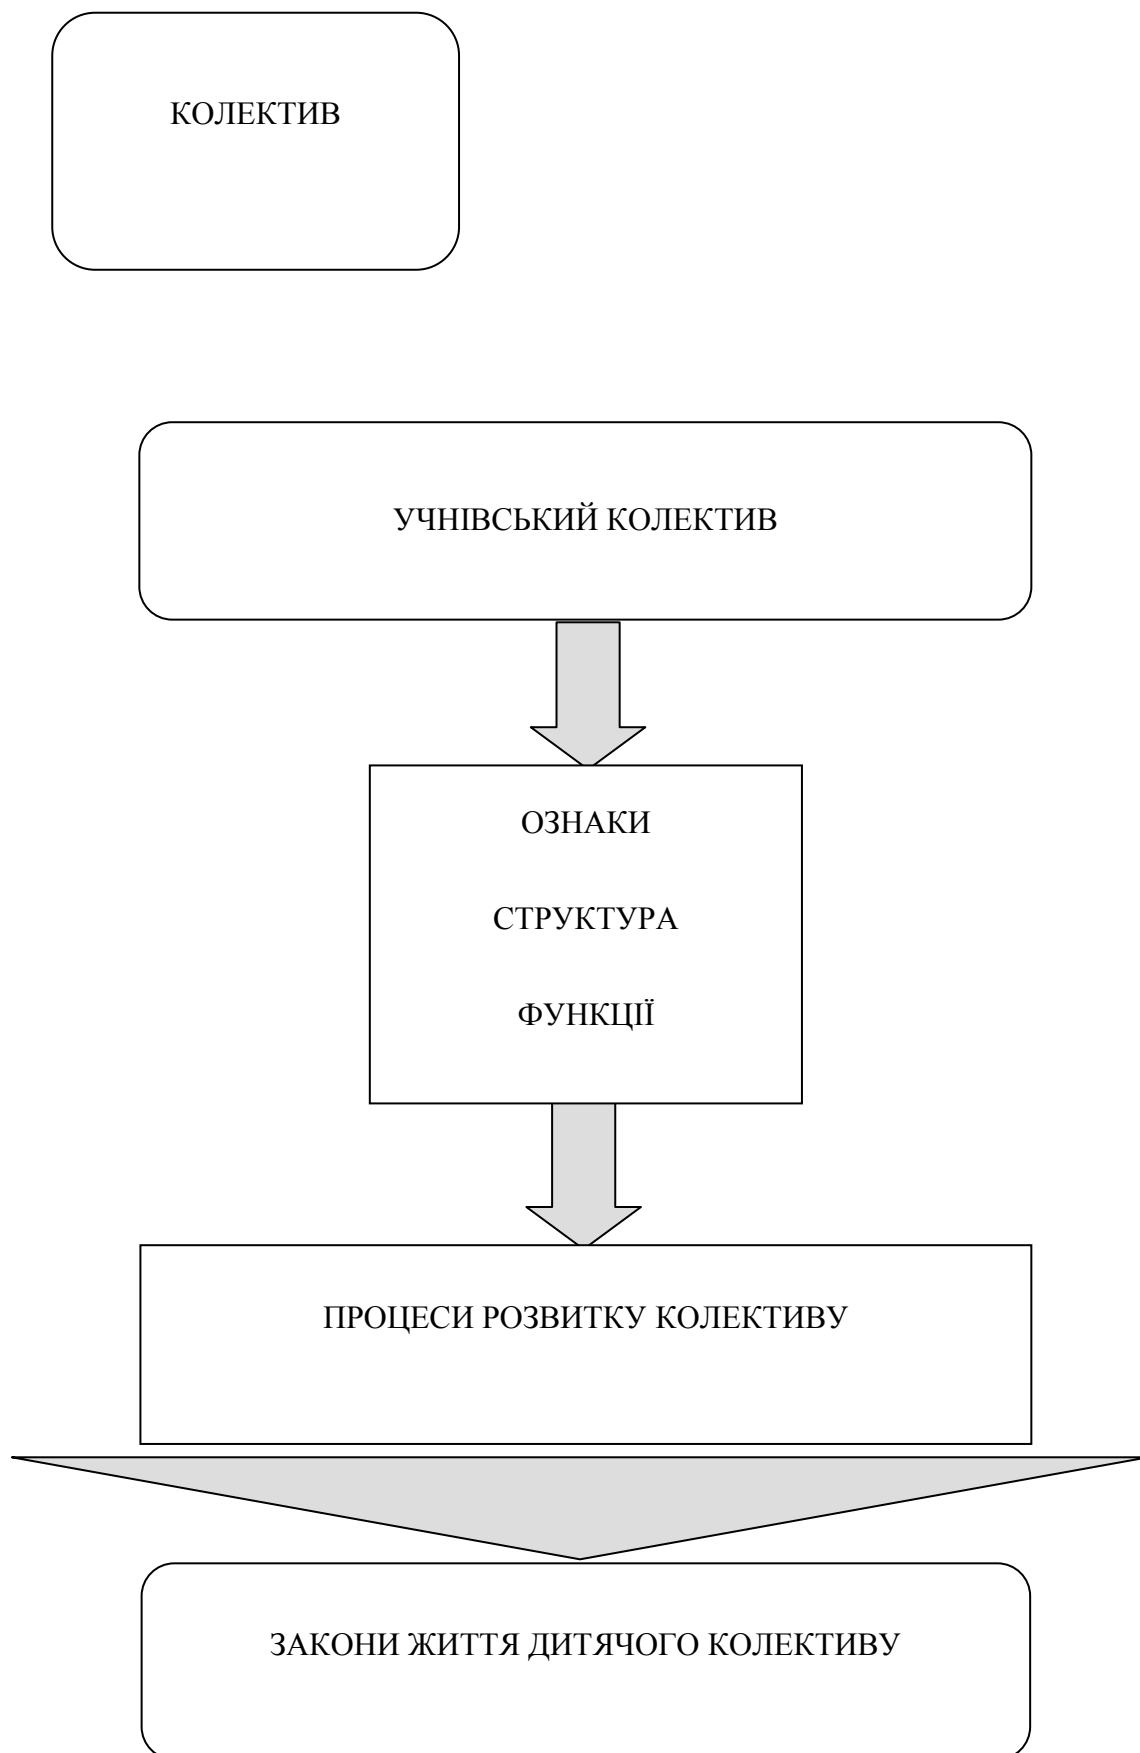 КОЛЕКТИВ
УЧНІВСЬКИЙ КОЛЕКТИВ
ОЗНАКИ
СТРУКТУРА
ФУНКЦІЇ
ПРОЦЕСИ РОЗВИТКУ КОЛЕКТИВУ
ЗАКОНИ ЖИТТЯ ДИТЯЧОГО КОЛЕКТИВУ